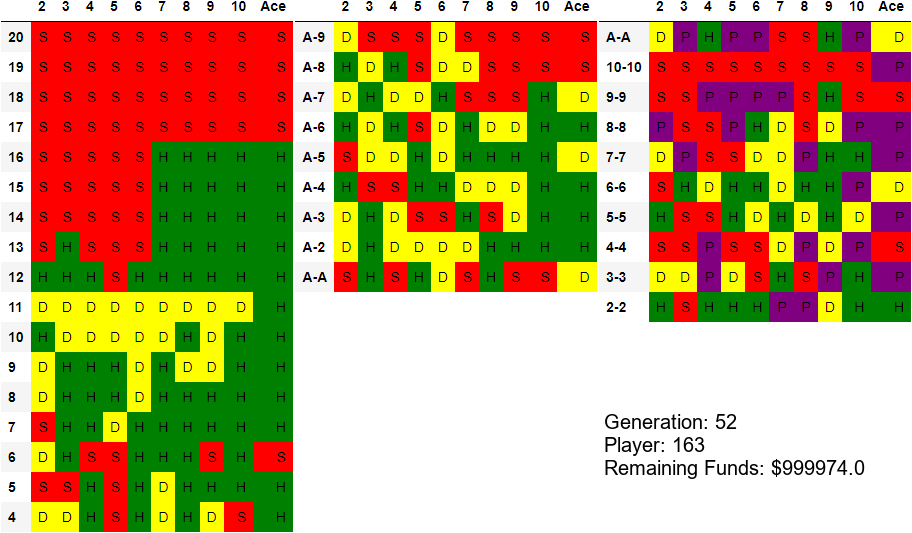 2 3 4 5 6 7 8 9 10 Ace
20 S S S S S S S S S S
19 S S S S S S S S S S
18 S S S S S S S S S S
17 S S S S S S S S S S
16 S S S S S H H H H H
15 S S S S S H H H H H
14 S S S S S H H H H H
13 S H S S S H H H H H
12 H H H S H H H H H H
11 D D D D D D D D D H
10 H D D D D D H D H H
9 D H H H D H D D H H
8 D H H H D H H H H H
7 S H H D H H H H H H
6 D H S S H H H S H S
5 S S H S H D H H H H
4 D D H S H D H D S H
2 3 4 5 6 7 8 9 10 Ace
A-9 D S S S D S S S S S
A-8 H D H S D D S S S S
A-7 D H D D H S S S H D
A-6 H D H S D H D D H H
A-5 S D D H D H H H H D
A-4 H S S H H D D D H H
A-3 D H D S S H S D H H
A-2 D H D D D D H H H H
A-A S H S H D S H S S D
2 3 4 5 6 7 8 9 10 Ace
A-A D P H P P S S H P D
10-10 S S S S S S S S S P
9-9 S S P P P P S H S S
8-8 P S S P H D S D P P
7-7 D P S S D D P H H P
6-6 S H D H H D H H P D
5-5 H S S H D H D H D P
4-4 S S P S S D P D P S
3-3 D D P D S H S P H P
2-2 H S H H H P P D H H
Generation: 52
Player: 163
Remaining Funds: $999974.0